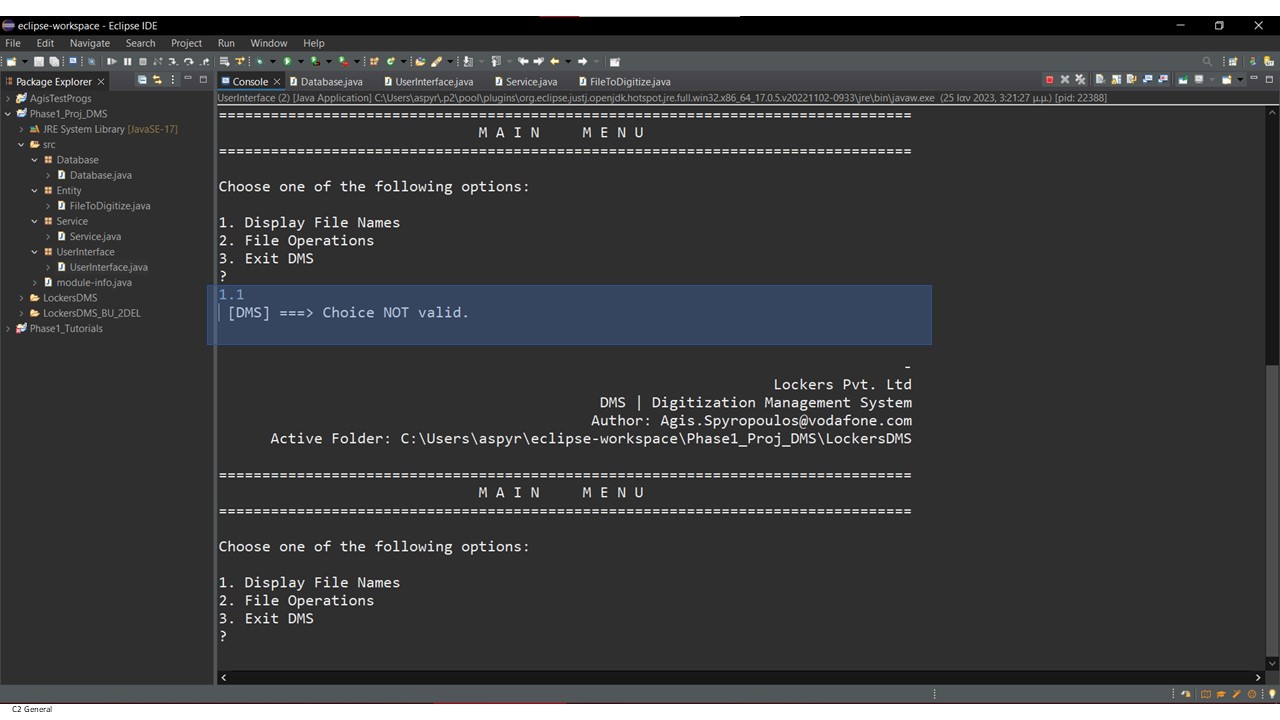 eclipse-workspace - Eclipse IDE
File Edit Navigate Search Project Run Window Help
Package Explorer
Console Database.java UserInterface.java Service.java FileToDigitize.java
UserInterface (2) [Java Application] C:\Users\aspyr\.p2\pool\plugins\org.eclipse.justj.openjdk.hotspot.jre.full.win32.x86_64_17.0.5.v20221102-0933\jre\bin\javaw.exe (25 Ιαν 2023, 3:21:27 μ.μ.) [pid: 22388]
AgisTestProgs
Phase1_Proj_DMS
JRE System Library [JavaSE-17]
src
Database
Database.java
Entity
FileToDigitize.java
Service
Service.java
UserInterface
UserInterface.java
module-info.java
LockersDMS
LockersDMS_BU_2DEL
Phase1_Tutorials
================================================================================
M A I N M E N U
================================================================================
Choose one of the following options:
1. Display File Names
2. File Operations
3. Exit DMS
?
1.1
[DMS] ===> Choice NOT valid.
-
Lockers Pvt. Ltd
DMS | Digitization Management System
Author: Agis.Spyropoulos@vodafone.com
Active Folder: C:\Users\aspyr\eclipse-workspace\Phase1_Proj_DMS\LockersDMS
================================================================================
M A I N M E N U
================================================================================
Choose one of the following options:
1. Display File Names
2. File Operations
3. Exit DMS
?
C2 General